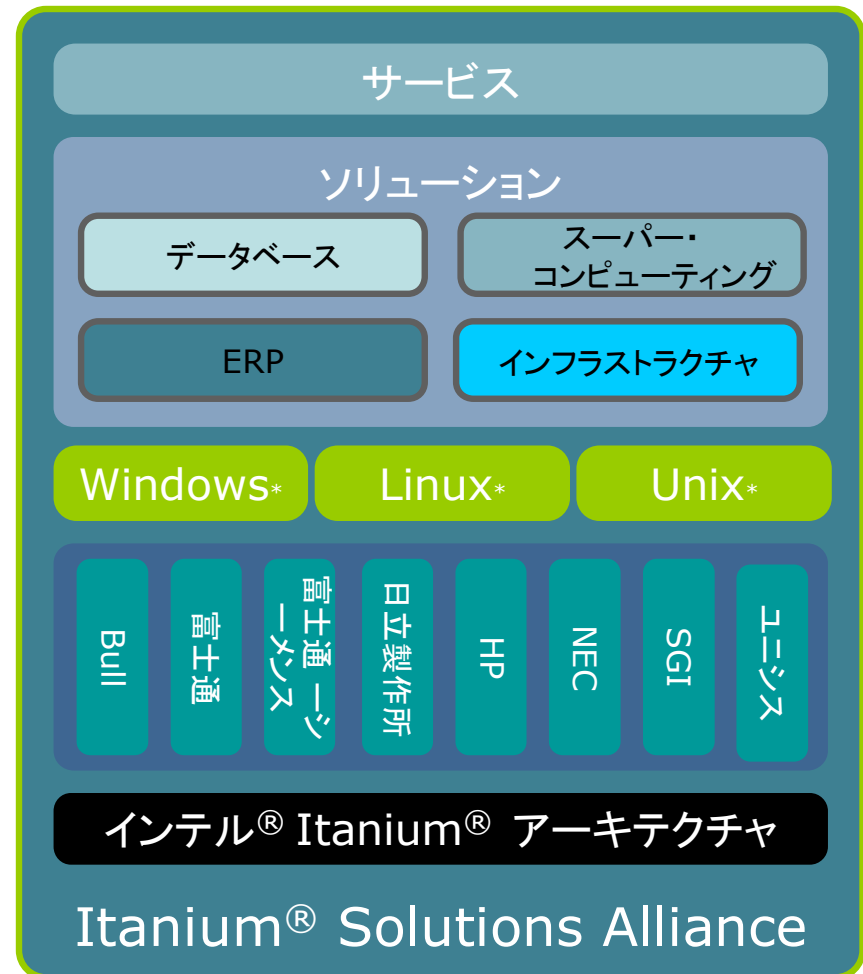 サービス
ソリューション
データベース
スーパー・
コンピューティング
ERP
インフラストラクチャ
Windows*
Linux*
Unix*
Bull
富士通
富士通 ージ
ーメンス
日立製作所
HP
NEC
SGI
ユニシス
インテル® Itanium® アーキテクチャ
Itanium® Solutions Alliance